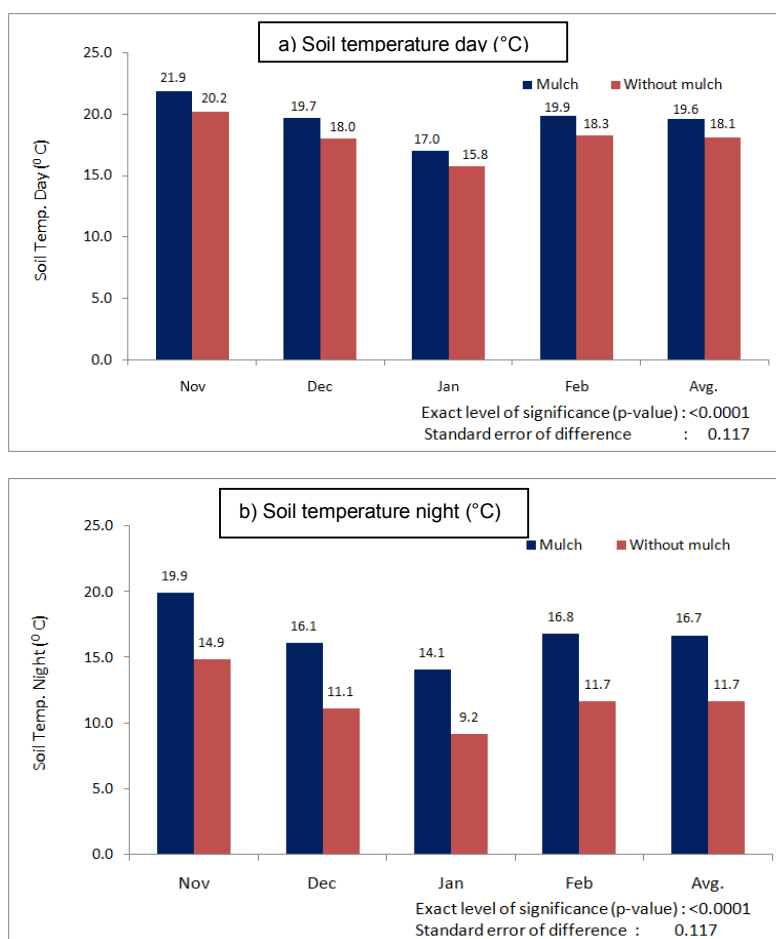 a) Soil temperature day (°C)
Mulch Without mulch
Soil Temp. Day (⁰ C)
25.0
20.0
15.0
10.0
5.0
0.0
21.9 20.2 19.7 18.0 17.0 15.8 19.9 18.3 19.6 18.1
Nov Dec Jan Feb Avg.
Exact level of significance (p-value) : <0.0001
Standard error of difference : 0.117
b) Soil temperature night (°C)
Mulch Without mulch
Soil Temp. Night (⁰ C)
25.0
20.0
15.0
10.0
5.0
0.0
19.9 14.9 16.1 11.1 14.1 9.2 16.8 11.7 16.7 11.7
Nov Dec Jan Feb Avg.
Exact level of significance (p-value) : <0.0001
Standard error of difference : 0.117